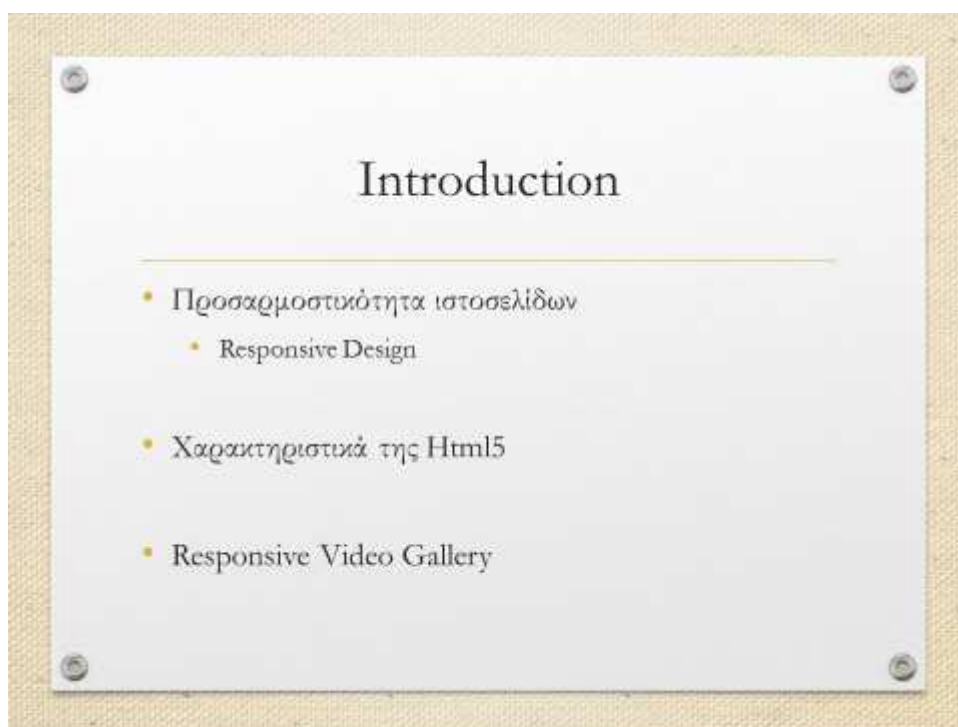 Introduction
Προσαρμοστικότητα ιστοσελίδων
Responsive Design
Χαρακτηριστικά της Html5
Responsive Video Gallery